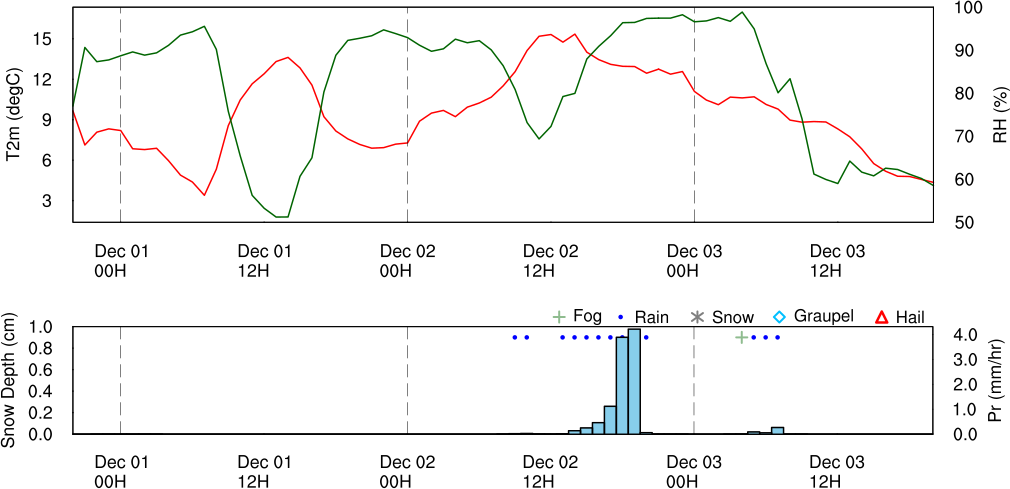 T2m (degC)
15
12
9
6
3
100
90
80
70
60
50
RH (%)
Dec 01 00H
Dec 01 12H
Dec 02 00H
Dec 02 12H
Dec 03 00H
Dec 03 12H
Fog Rain Snow Graupel Hail
Snow Depth (cm)
1.0
0.8
0.6
0.4
0.2
0.0
4.0
3.0
2.0
1.0
0.0
Pr (mm/hr)
Dec 01 00H
Dec 01 12H
Dec 02 00H
Dec 02 12H
Dec 03 00H
Dec 03 12H